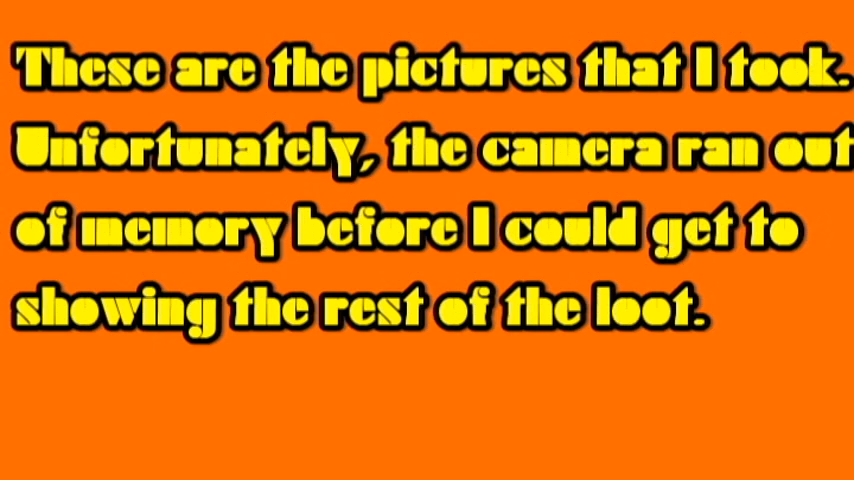 These are the pictures that I took.
Unfortunately, the camera ran out
of memory before I could get to
showing the rest of the loot.